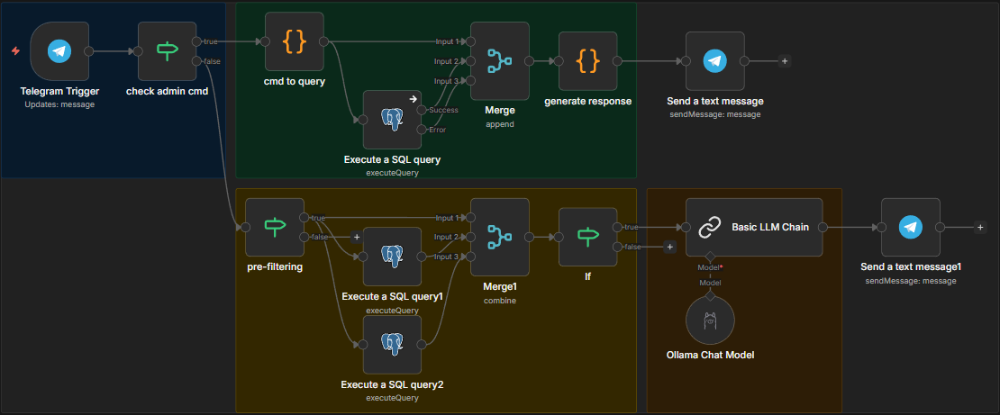 Telegram Trigger
Updates: message
check admin cmd
true
false
{}
cmd to query
Success
Error
Execute a SQL query
executeQuery
Input 1
Input 2
Input 3
Merge
append
{}
generate response
Send a text message
sendMessage: message
pre-filtering
true
false
+
Execute a SQL query1
executeQuery
Execute a SQL query2
executeQuery
Input 1
Input 2
Input 3
Merge1
combine
If
true
false
+
Basic LLM Chain
Model*
Model
Ollama Chat Model
Send a text message1
sendMessage: message
+
+